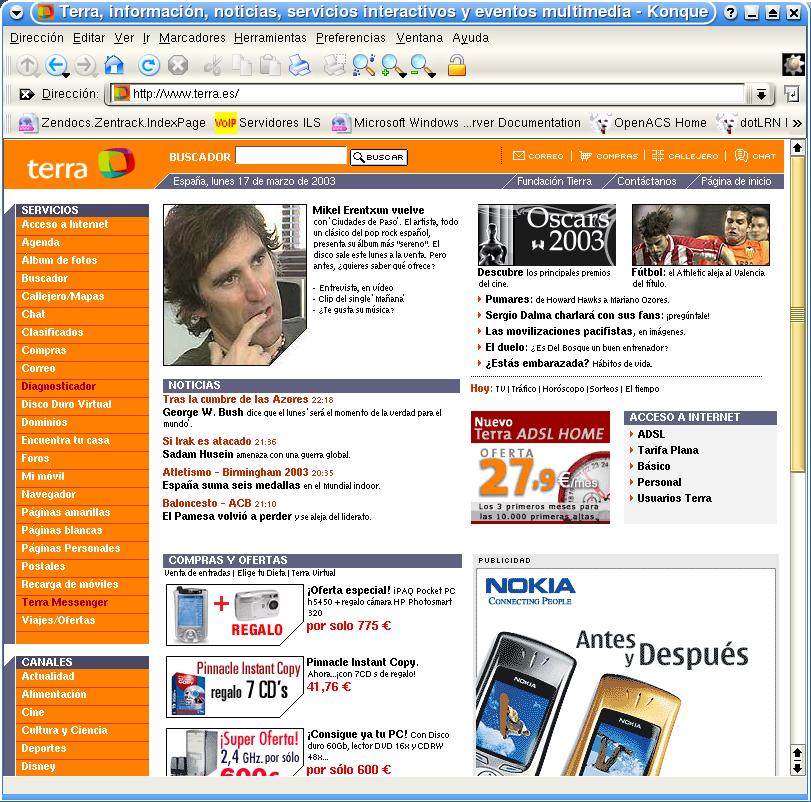 Terra, información, noticias, servicios interactivos y eventos multimedia - Konque
Dirección Editar Ver Ir Marcadores Herramientas Preferencias Ventana Ayuda
Dirección: http://www.terra.es/
Zendocs.Zentrack.IndexPage VoIP Servidores ILS Microsoft Windows ...rver Documentation OpenACS Home dotLRN I »
terra
BUSCADOR BUSCAR
CORREO COMPRAS CALLEJERO CHAT
España, lunes 17 de marzo de 2003
Fundación Terra Contáctanos Página de inicio
SERVICIOS
Acceso a Internet
Agenda
Álbum de fotos
Buscador
Callejero/Mapas
Chat
Clasificados
Compras
Correo
Diagnosticador
Disco Duro Virtual
Dominios
Encuentra tu casa
Foros
Mi móvil
Navegador
Páginas amarillas
Páginas blancas
Páginas Personales
Postales
Recarga de móviles
Terra Messenger
Viajes/Ofertas
CANALES
Actualidad
Alimentación
Cine
Cultura y Ciencia
Deportes
Disney
Mikel Erentxun vuelve
con 'Ciudades de Paso'. El artista, todo
un clásico del pop rock español,
presenta su álbum más "sereno". El
disco sale este lunes a la venta. Pero
antes, ¿quieres saber qué ofrece?
- Entrevista, en vídeo
- Clip del single 'Mañana'
- ¿Te gusta su música?
NOTICIAS
Tras la cumbre de las Azores 22:18
George W. Bush dice que el lunes 'será el momento de la verdad para el
mundo'.
Si Irak es atacado 21:36
Sadam Husein amenaza con una guerra global.
Atletismo - Birmingham 2003 20:35
España suma seis medallas en el Mundial indoor.
Baloncesto - ACB 21:10
El Pamesa volvió a perder y se aleja del liderato.
Oscars
2003
Descubre los principales premios
del cine.
Fútbol: el Athletic aleja al Valencia
del título.
Pumares: de Howard Hawks a Mariano Ozores.
Sergio Dalma charlará con sus fans: ¡pregúntale!
Las movilizaciones pacifistas, en imágenes.
El duelo: ¿Es Del Bosque un buen entrenador?
¿Estás embarazada? Hábitos de vida.
Hoy: TV | Tráfico | Horóscopo | Sorteos | El tiempo
Nuevo
Terra ADSL HOME
OFERTA
27,9 €/mes
Los 3 primeros meses para
las 10.000 primeras altas
ACCESO A INTERNET
ADSL
Tarifa Plana
Básico
Personal
Usuarios Terra
COMPRAS Y OFERTAS
Venta de entradas | Elige tu Dieta | Terra Virtual
+
REGALO
¡Oferta especial! iPAQ Pocket PC
h5450 + regalo cámara HP Photosmart
320
por solo 775 €
Pinnacle Instant Copy
regalo 7 CD's
Pinnacle Instant Copy.
Ahora...¡con 7CD s de regalo!
41,76 €
¡Super Oferta!
2,4 GHz. por sólo
600€
¡Consigue ya tu PC! Con Disco
duro 60Gb, lector DVD 16x y CDRW
48x...
por sólo 600 €
PUBLICIDAD
NOKIA
CONNECTING PEOPLE
Antes
y Después
NOKIA
NOKIA